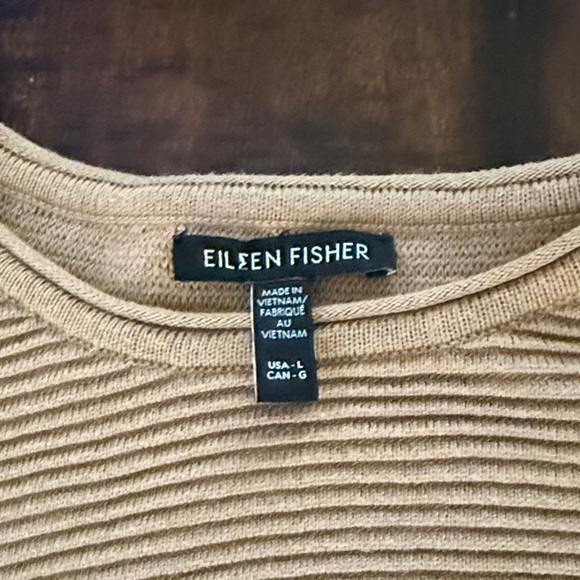 EILEEN FISHER
MADE IN
VIETNAM/
FABRIQUÉ
AU
VIETNAM
USA-L
CAN-G